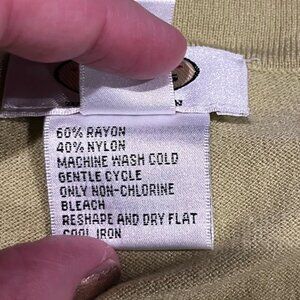 60% RAYON
40% NYLON
MACHINE WASH COLD
GENTLE CYCLE
ONLY NON-CHLORINE
BLEACH
RESHAPE AND DRY FLAT
COOL IRON